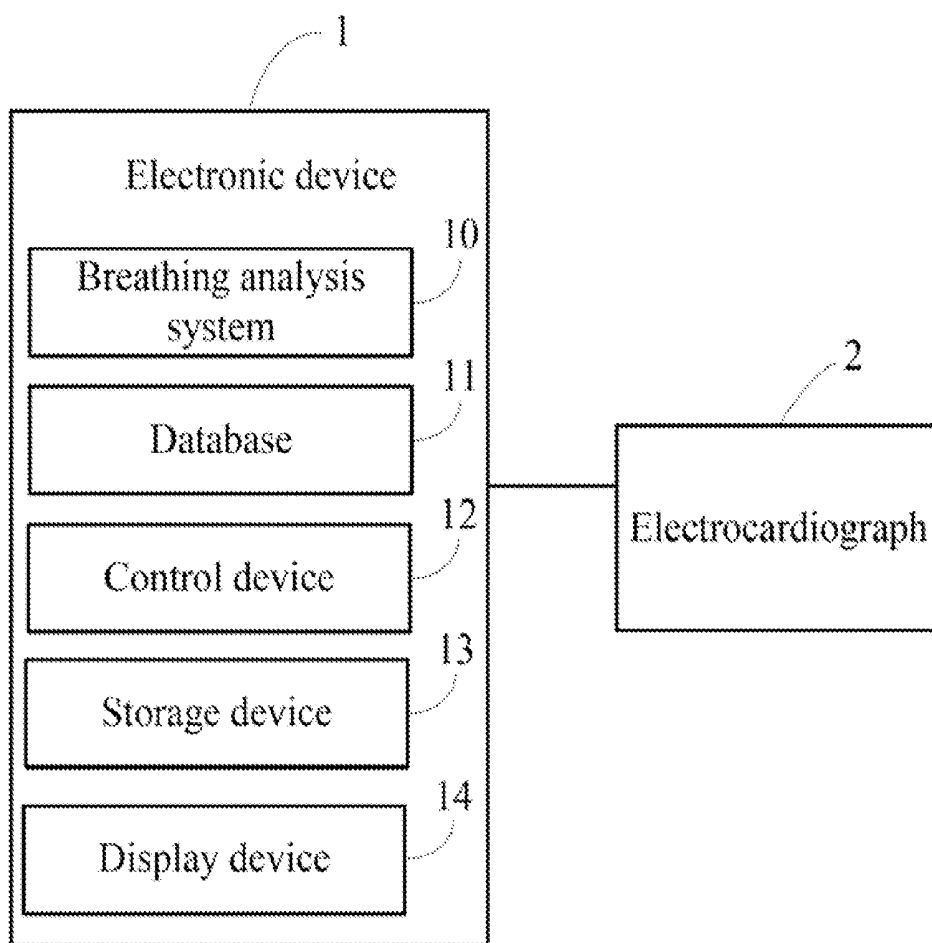 1
Electronic device
10
Breathing analysis
system
11
Database
2
12
Control device
Electrocardiograph
13
Storage device
14
Display device